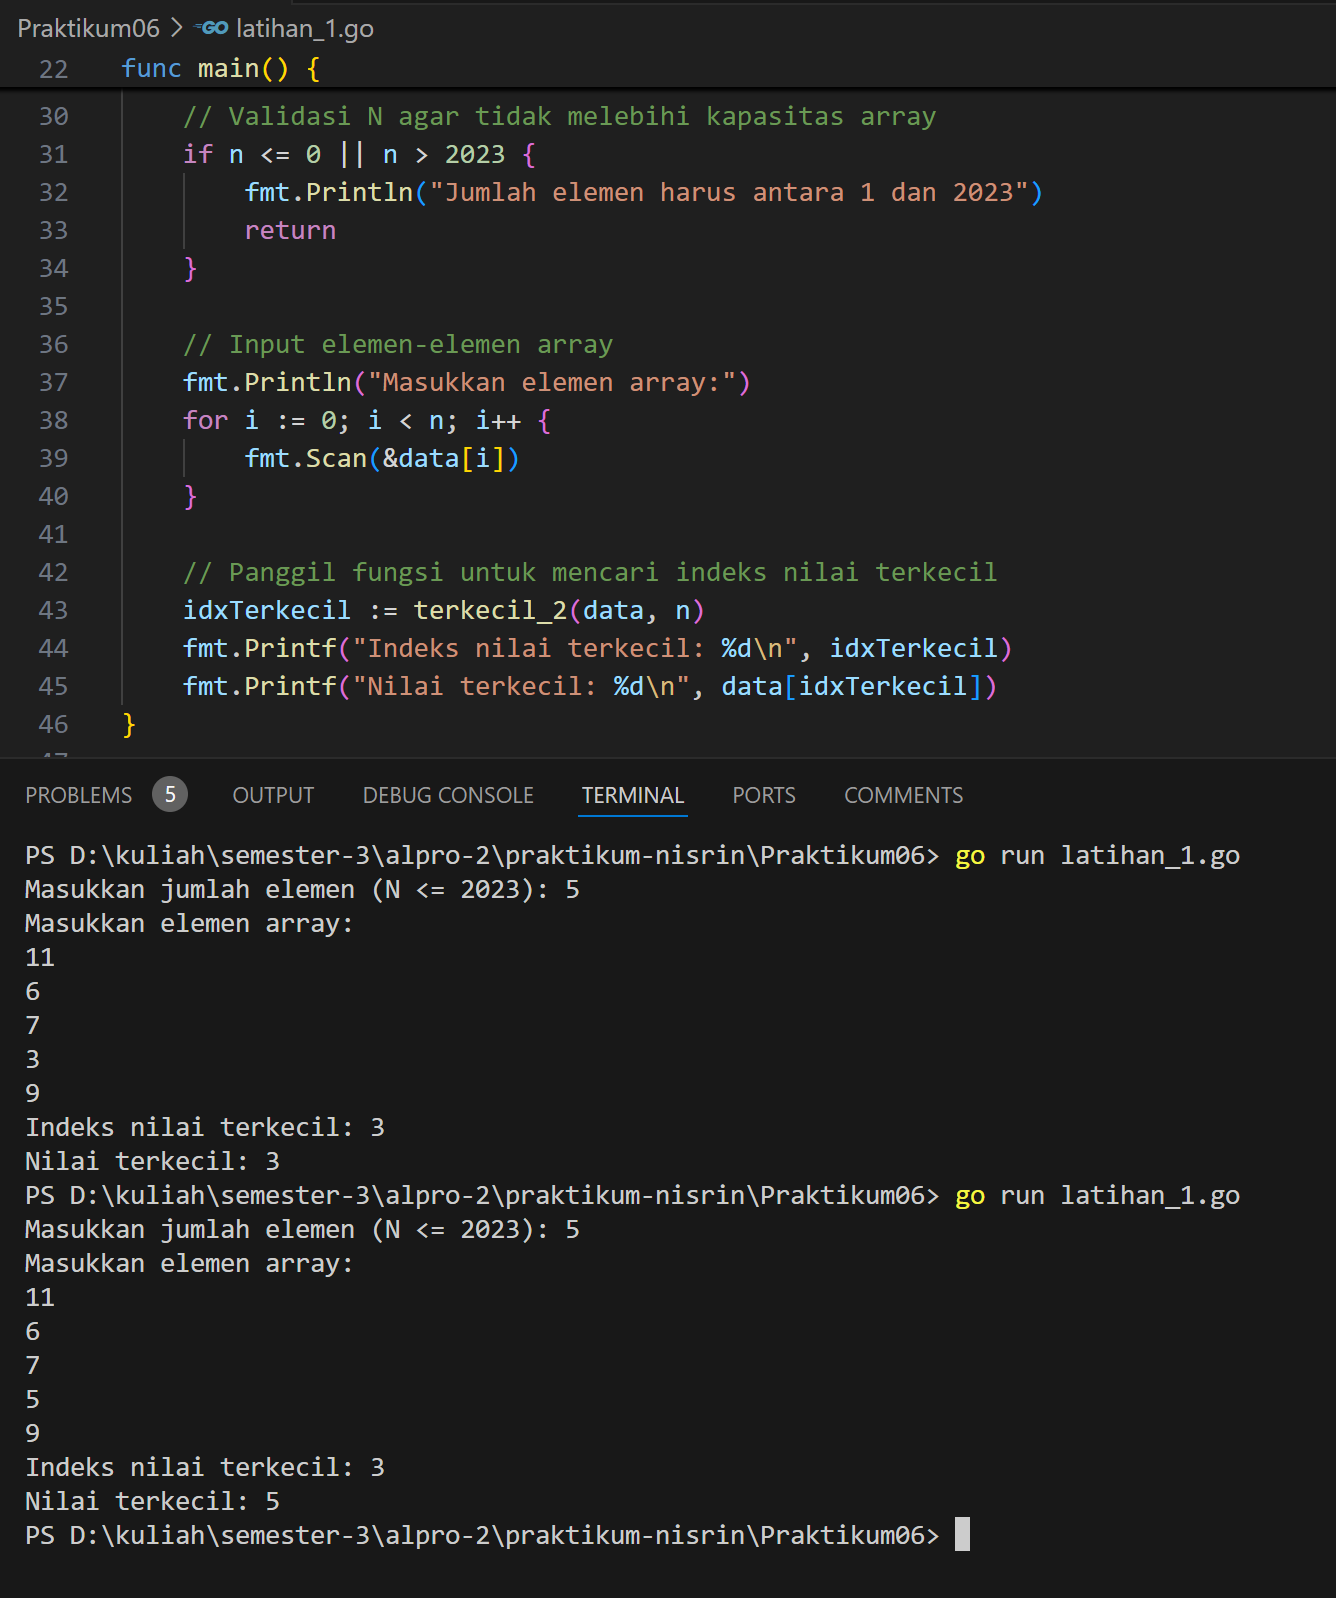 Praktikum06 > GO latihan_1.go
22 func main() {
30 // Validasi N agar tidak melebihi kapasitas array
31 if n <= 0 || n > 2023 {
32 fmt.Println("Jumlah elemen harus antara 1 dan 2023")
33 return
34 }
35
36 // Input elemen-elemen array
37 fmt.Println("Masukkan elemen array:")
38 for i := 0; i < n; i++ {
39 fmt.Scan(&data[i])
40 }
41
42 // Panggil fungsi untuk mencari indeks nilai terkecil
43 idxTerkecil := terkecil_2(data, n)
44 fmt.Printf("Indeks nilai terkecil: %d\n", idxTerkecil)
45 fmt.Printf("Nilai terkecil: %d\n", data[idxTerkecil])
46 }
PROBLEMS 5 OUTPUT DEBUG CONSOLE TERMINAL PORTS COMMENTS
PS D:\kuliah\semester-3\alpro-2\praktikum-nisrin\Praktikum06> go run latihan_1.go
Masukkan jumlah elemen (N <= 2023): 5
Masukkan elemen array:
11
6
7
3
9
Indeks nilai terkecil: 3
Nilai terkecil: 3
PS D:\kuliah\semester-3\alpro-2\praktikum-nisrin\Praktikum06> go run latihan_1.go
Masukkan jumlah elemen (N <= 2023): 5
Masukkan elemen array:
11
6
7
5
9
Indeks nilai terkecil: 3
Nilai terkecil: 5
PS D:\kuliah\semester-3\alpro-2\praktikum-nisrin\Praktikum06>